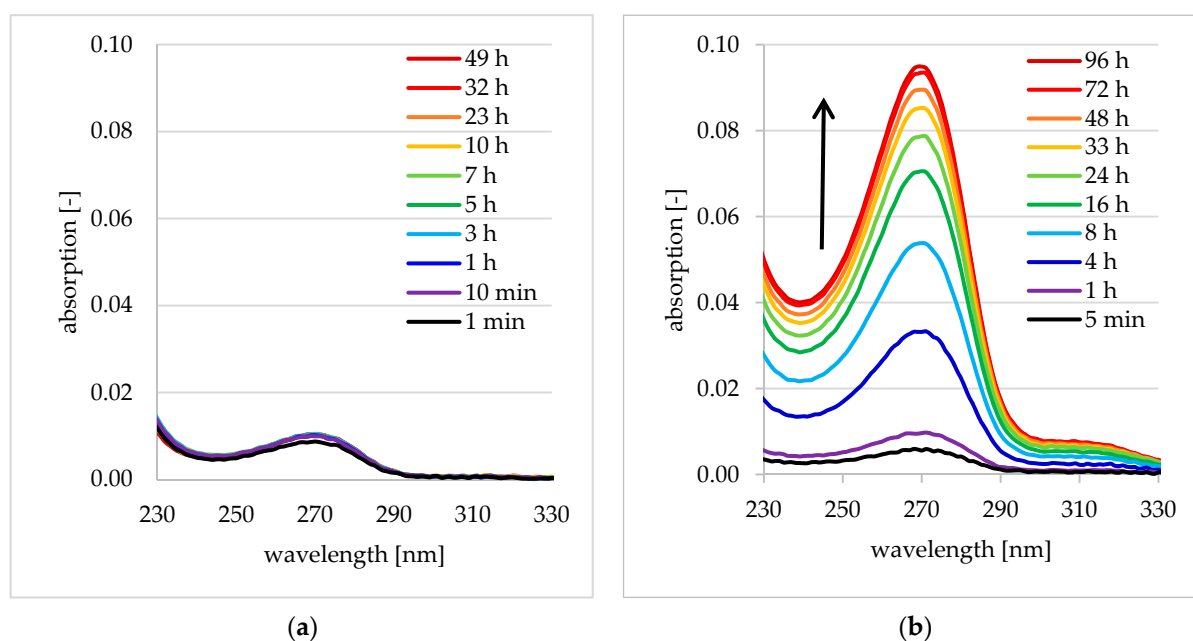 0.10
0.08
0.06
0.04
0.02
0.00
absorption [-]
49 h
32 h
23 h
10 h
7 h
5 h
3 h
1 h
10 min
1 min
230 250 270 290 310 330
wavelength [nm]
(a)
0.10
0.08
0.06
0.04
0.02
0.00
absorption [-]
96 h
72 h
48 h
33 h
24 h
16 h
8 h
4 h
1 h
5 min
230 250 270 290 310 330
wavelength [nm]
(b)